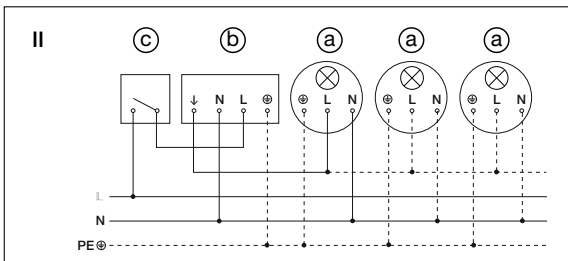 II
c b a a a
↓ N L ⏚ ⏚ L N ⏚ L N ⏚ L N
L
N
PE ⏚